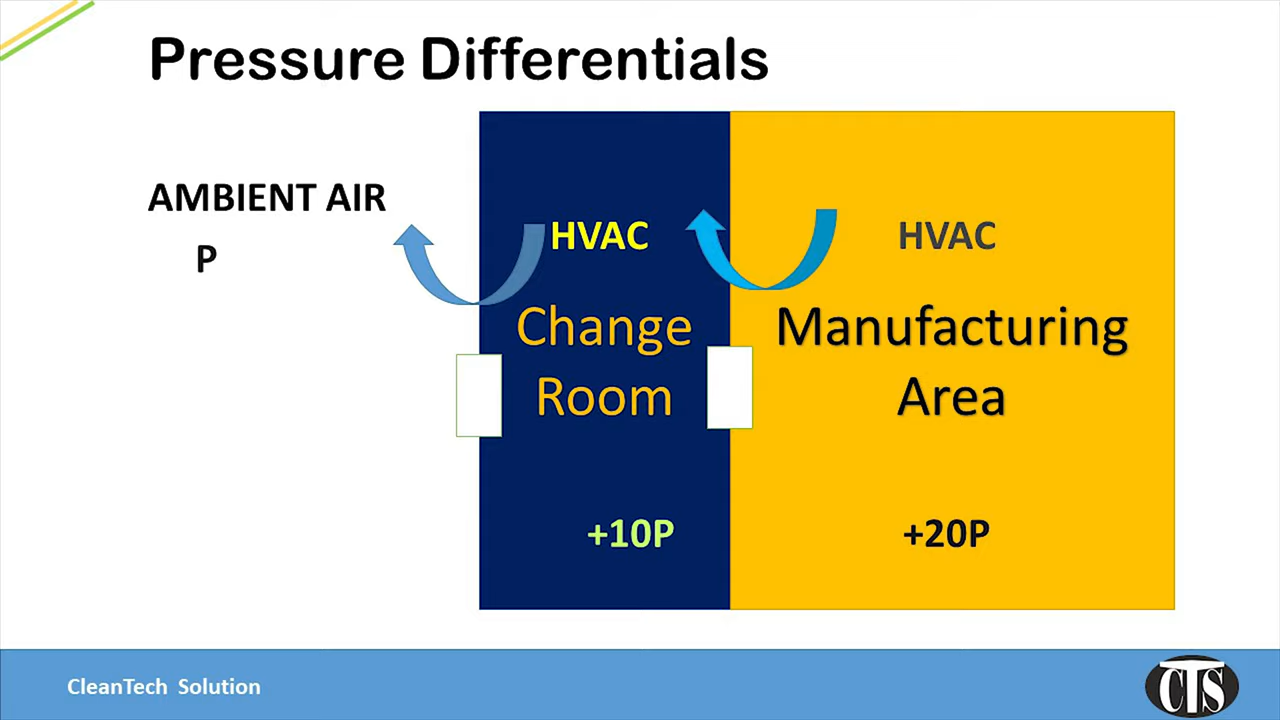 Pressure Differentials
AMBIENT AIR
P
HVAC
Change
Room
+10P
HVAC
Manufacturing
Area
+20P
CleanTech Solution
CTS